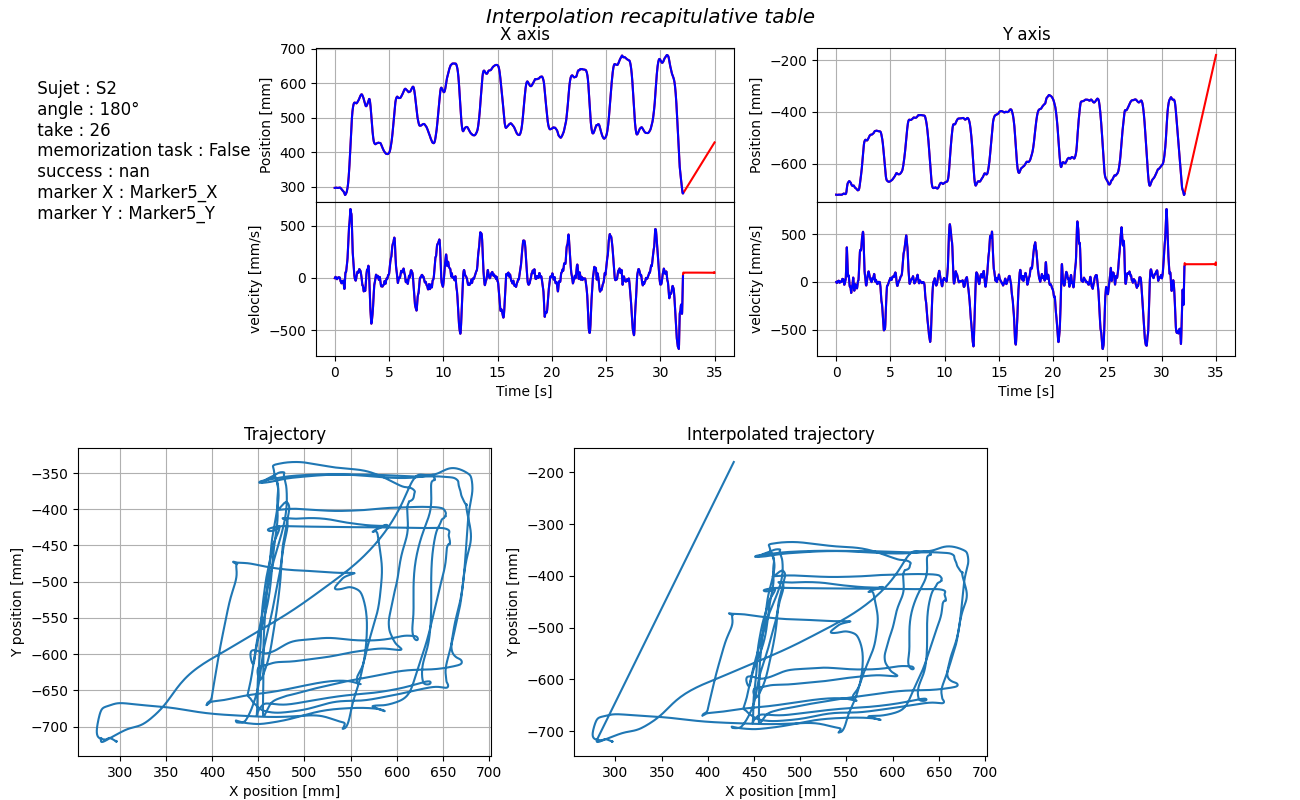 Interpolation recapitulative table
Sujet : S2
angle : 180°
take : 26
memorization task : False
success : nan
marker X : Marker5_X
marker Y : Marker5_Y
X axis
Position [mm]
700
600
500
400
300
velocity [mm/s]
500
0
−500
0 5 10 15 20 25 30 35
Time [s]
Y axis
Position [mm]
−200
−400
−600
velocity [mm/s]
500
0
−500
0 5 10 15 20 25 30 35
Time [s]
Trajectory
Y position [mm]
−350
−400
−450
−500
−550
−600
−650
−700
300 350 400 450 500 550 600 650 700
X position [mm]
Interpolated trajectory
Y position [mm]
−200
−300
−400
−500
−600
−700
300 350 400 450 500 550 600 650 700
X position [mm]